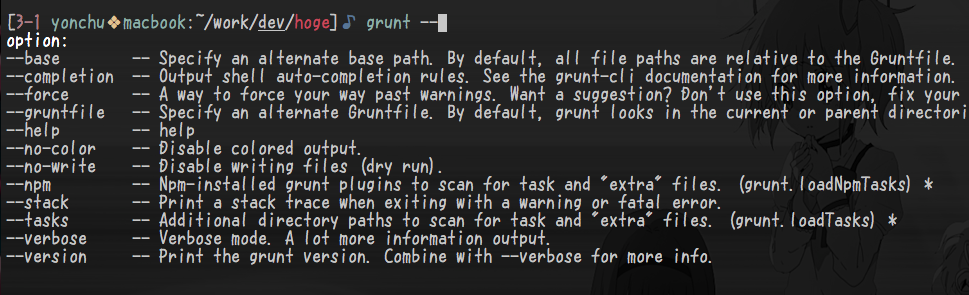 [3-1 yonchu❖macbook:~/work/dev/hoge]♪ grunt --
option:
--base -- Specify an alternate base path. By default, all file paths are relative to the Gruntfile.
--completion -- Output shell auto-completion rules. See the grunt-cli documentation for more information.
--force -- A way to force your way past warnings. Want a suggestion? Don't use this option, fix your
--gruntfile -- Specify an alternate Gruntfile. By default, grunt looks in the current or parent directori
--help -- help
--no-color -- Disable colored output.
--no-write -- Disable writing files (dry run).
--npm -- Npm-installed grunt plugins to scan for task and "extra" files. (grunt.loadNpmTasks) *
--stack -- Print a stack trace when exiting with a warning or fatal error.
--tasks -- Additional directory paths to scan for task and "extra" files. (grunt.loadTasks) *
--verbose -- Verbose mode. A lot more information output.
--version -- Print the grunt version. Combine with --verbose for more info.